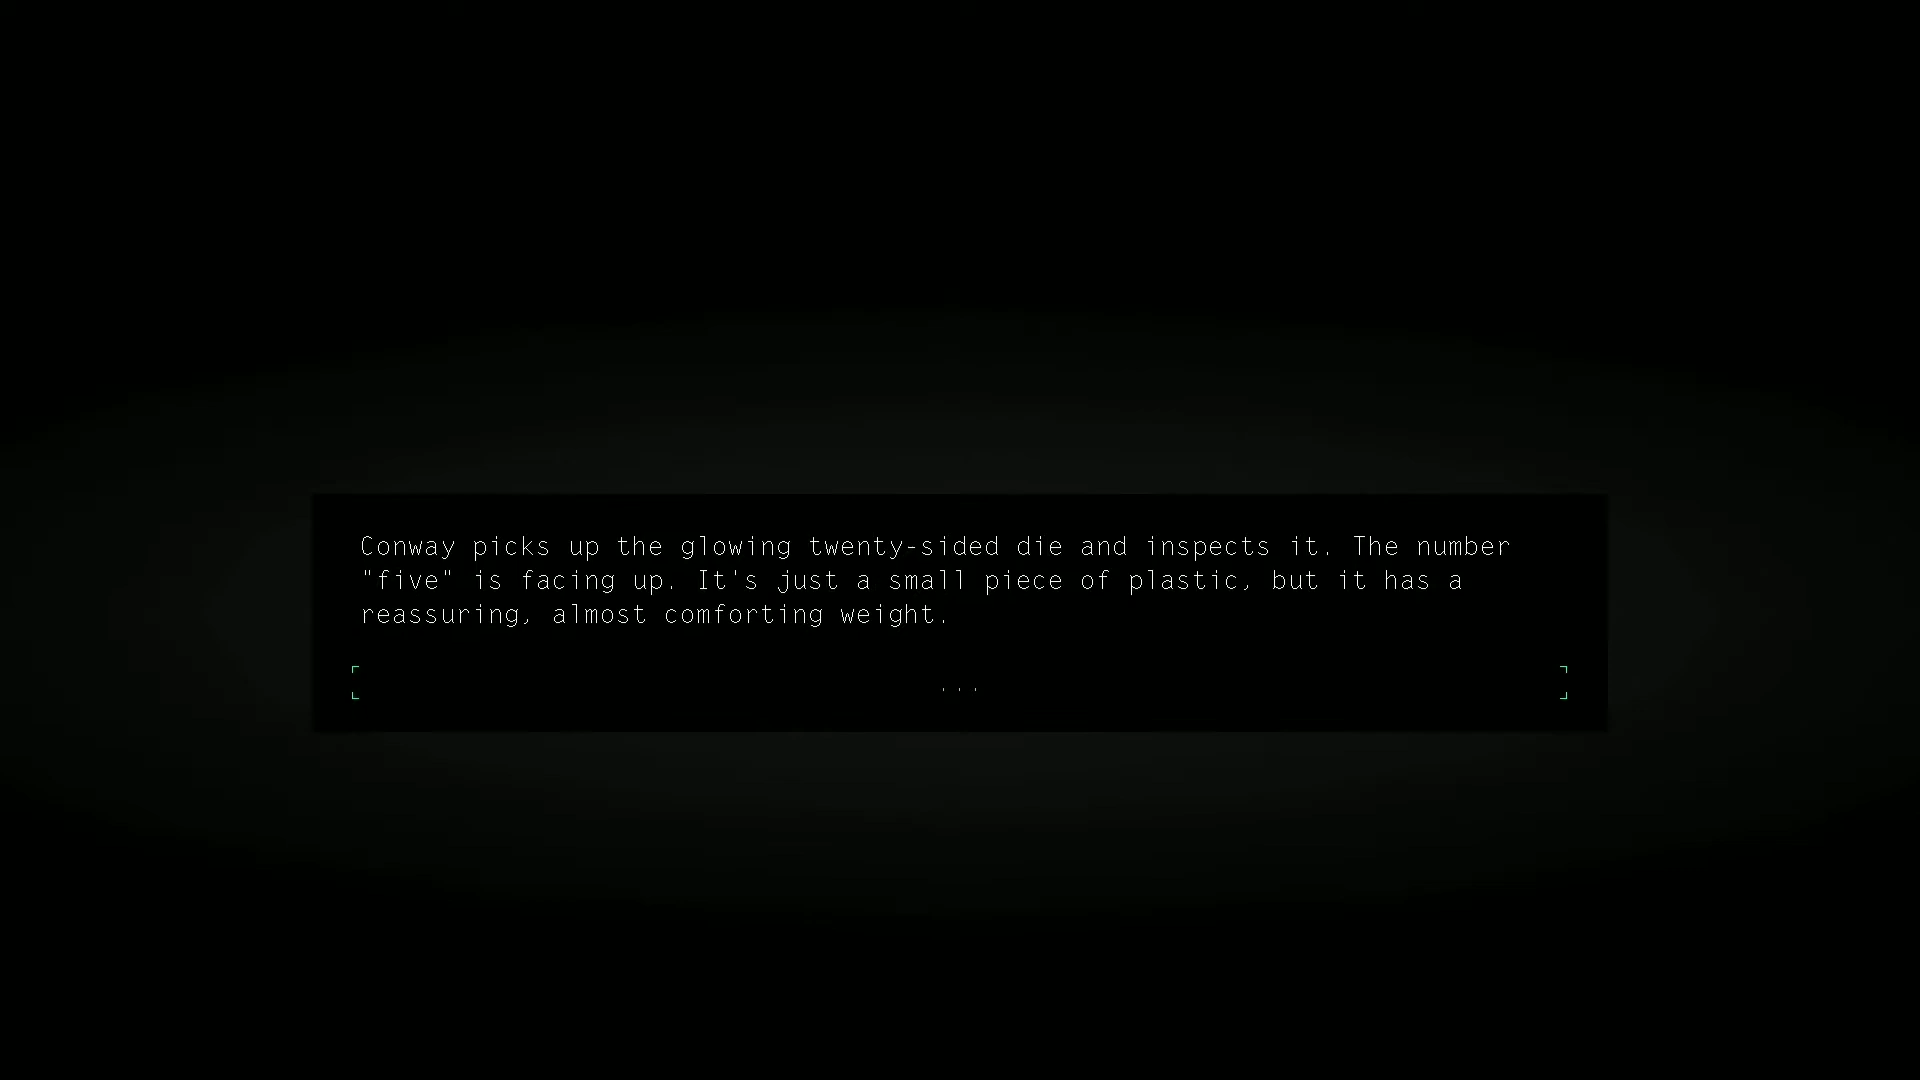 Conway picks up the glowing twenty-sided die and inspects it. The number
"five" is facing up. It's just a small piece of plastic, but it has a
reassuring, almost comforting weight.
...